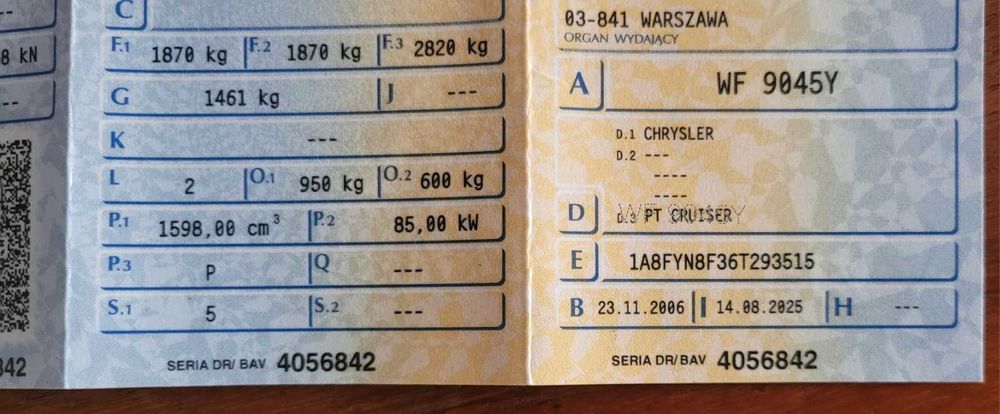 8 kN
--
842
C
F.1 1870 kg F.2 1870 kg F.3 2820 kg
G 1461 kg J ---
K ---
L 2 O.1 950 kg O.2 600 kg
P.1 1598,00 cm³ P.2 85,00 kW
P.3 P Q ---
S.1 5 S.2 ---
SERIA DR/ BAV 4056842
03-841 WARSZAWA
ORGAN WYDAJĄCY
A WF 9045Y
D.1 CHRYSLER
D.2 ---
----
----
D D.3 PT CRUISER
WF 9045Y
E 1A8FYN8F36T293515
B 23.11.2006 I 14.08.2025 H ---
SERIA DR/ BAV 4056842